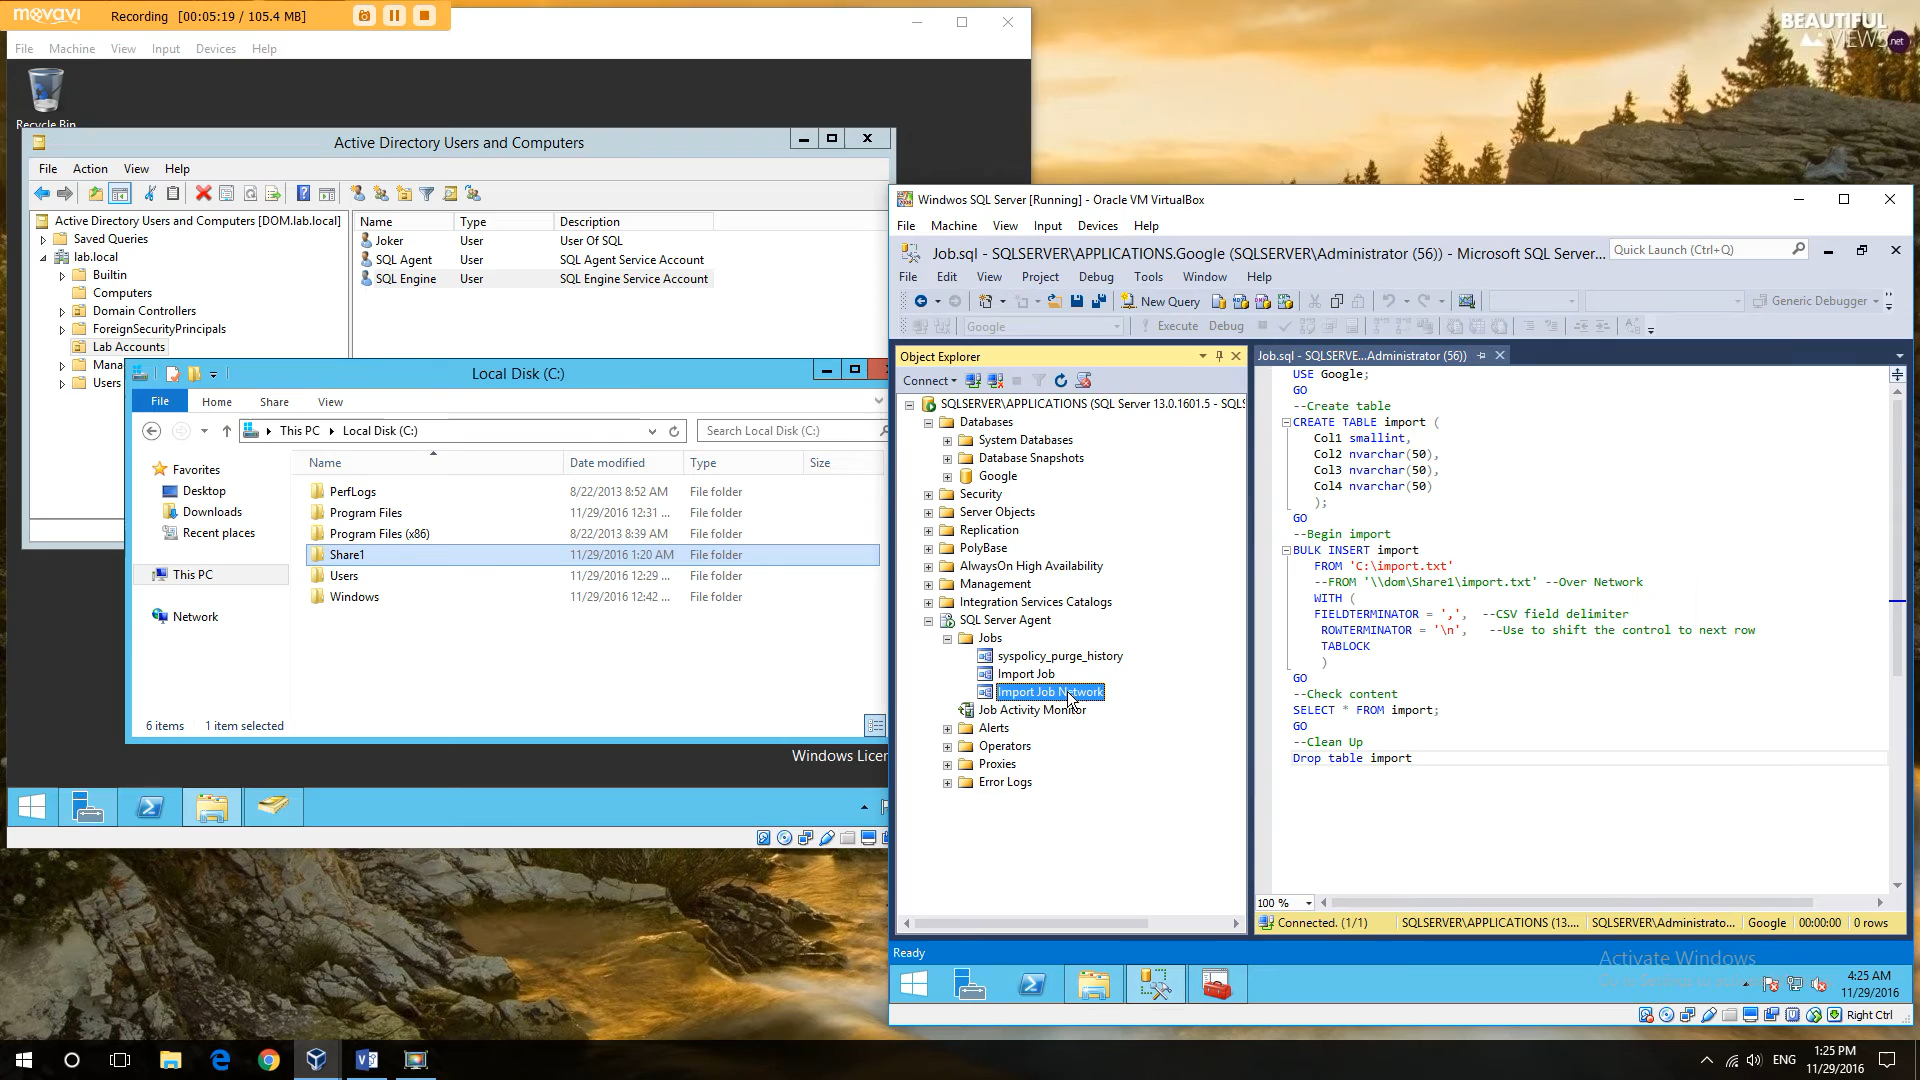 movavi Recording [00:05:19 / 105.4 MB]
File Machine View Input Devices Help
Recycle Bin
Active Directory Users and Computers
File Action View Help
Active Directory Users and Computers [DOM.lab.local]
Saved Queries
lab.local
Builtin
Computers
Domain Controllers
ForeignSecurityPrincipals
Lab Accounts
Mana
Users
Name Type Description
Joker User User Of SQL
SQL Agent User SQL Agent Service Account
SQL Engine User SQL Engine Service Account
Local Disk (C:)
File Home Share View
This PC Local Disk (C:) Search Local Disk (C:)
Favorites
Desktop
Downloads
Recent places
This PC
Network
Name Date modified Type Size
PerfLogs 8/22/2013 8:52 AM File folder
Program Files 11/29/2016 12:31 ... File folder
Program Files (x86) 8/22/2013 8:39 AM File folder
Share1 11/29/2016 1:20 AM File folder
Users 11/29/2016 12:29 ... File folder
Windows 11/29/2016 12:42 ... File folder
6 items 1 item selected
Windows Licen
BEAUTIFUL
VIEWS.net
Windwos SQL Server [Running] - Oracle VM VirtualBox
File Machine View Input Devices Help
Job.sql - SQLSERVER\APPLICATIONS.Google (SQLSERVER\Administrator (56)) - Microsoft SQL Server... Quick Launch (Ctrl+Q)
File Edit View Project Debug Tools Window Help
New Query Generic Debugger
Google Execute Debug
Object Explorer
Connect
SQLSERVER\APPLICATIONS (SQL Server 13.0.1601.5 - SQLS
Databases
System Databases
Database Snapshots
Google
Security
Server Objects
Replication
PolyBase
AlwaysOn High Availability
Management
Integration Services Catalogs
SQL Server Agent
Jobs
syspolicy_purge_history
Import Job
Import Job Network
Job Activity Monitor
Alerts
Operators
Proxies
Error Logs
Job.sql - SQLSERVE...Administrator (56))
USE Google;
GO
--Create table
CREATE TABLE import (
Col1 smallint,
Col2 nvarchar(50),
Col3 nvarchar(50),
Col4 nvarchar(50)
);
GO
--Begin import
BULK INSERT import
FROM 'C:\import.txt'
--FROM '\\dom\Share1\import.txt' --Over Network
WITH (
FIELDTERMINATOR = ',', --CSV field delimiter
ROWTERMINATOR = '\n', --Use to shift the control to next row
TABLOCK
)
GO
--Check content
SELECT * FROM import;
GO
--Clean Up
Drop table import
100 %
Connected. (1/1) SQLSERVER\APPLICATIONS (13.... SQLSERVER\Administrato... Google 00:00:00 0 rows
Ready
Activate Windows
4:25 AM
11/29/2016
Right Ctrl
ENG
1:25 PM
11/29/2016